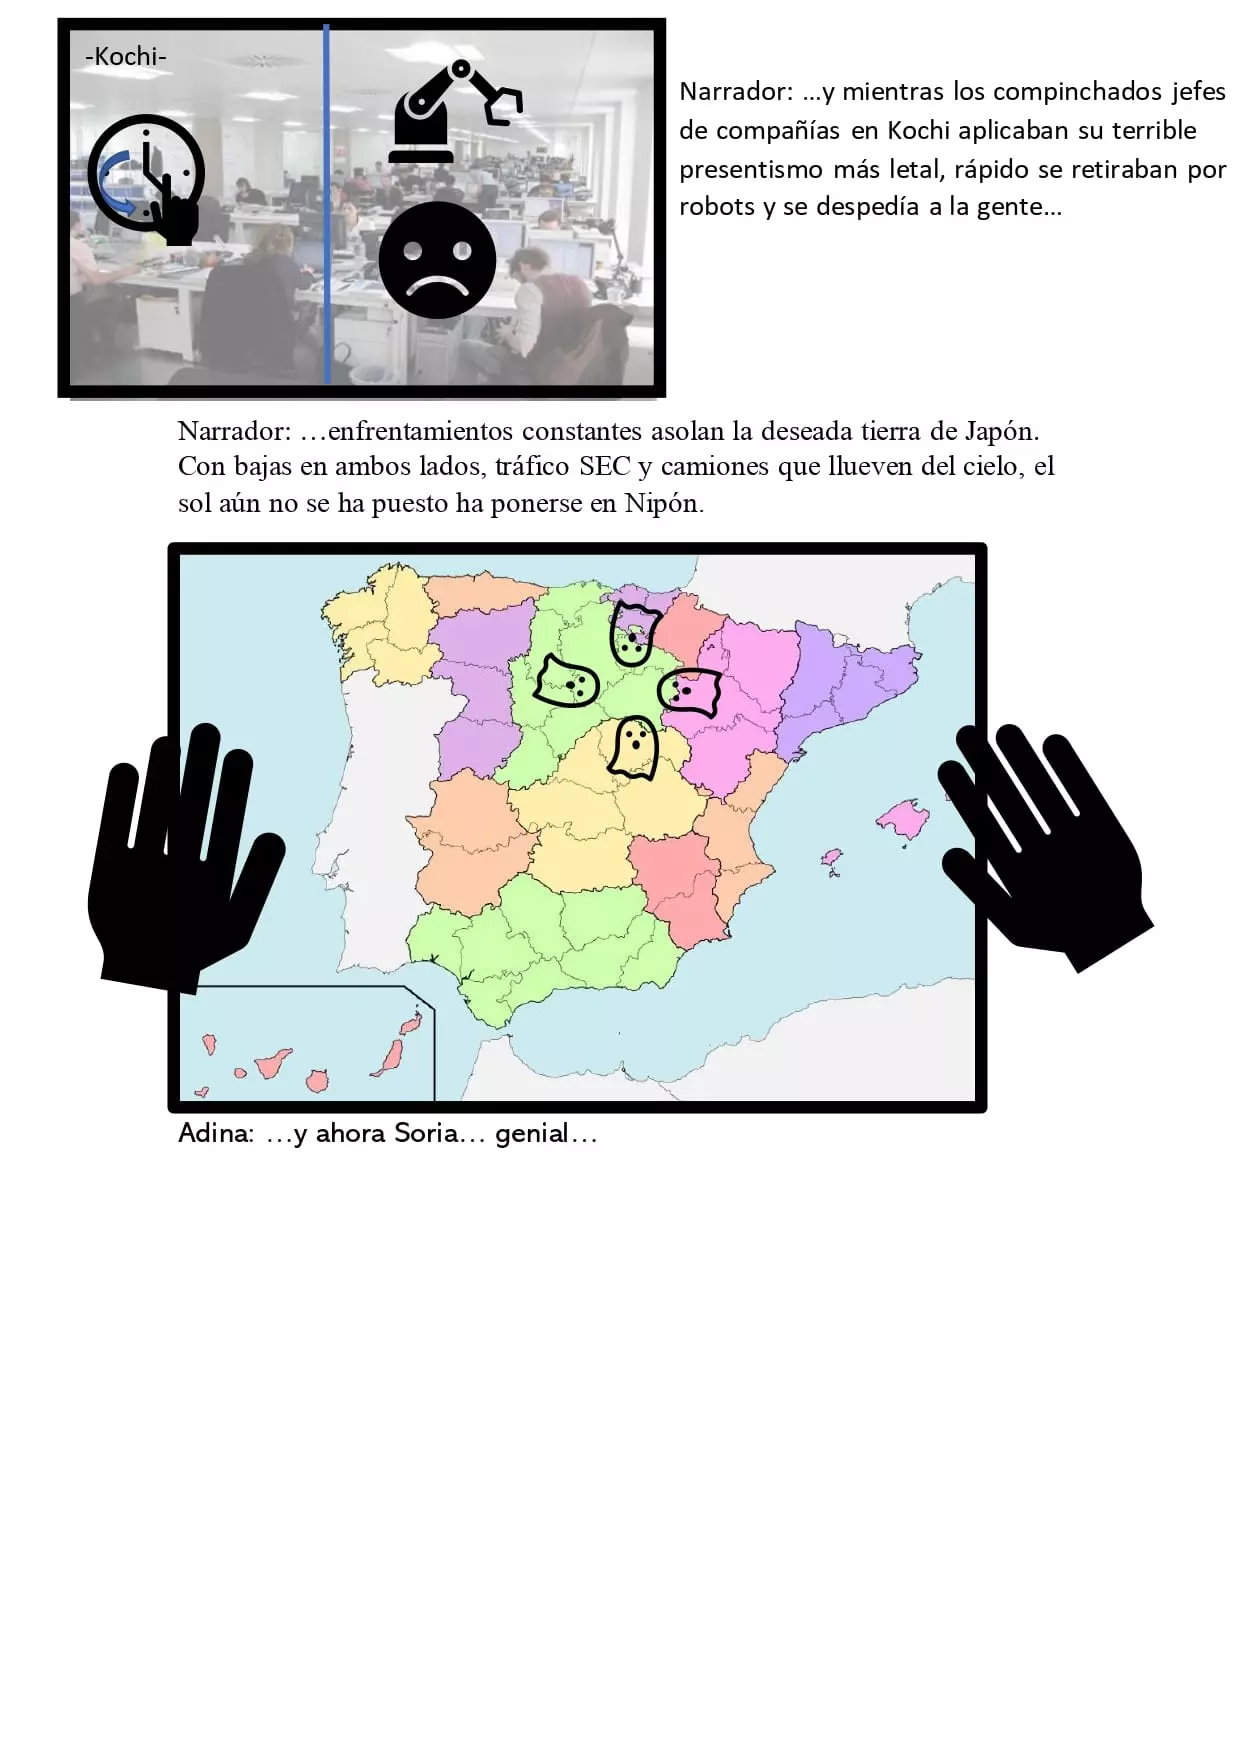 -Kochi-
Narrador: …y mientras los compinchados jefes
de compañías en Kochi aplicaban su terrible
presentismo más letal, rápido se retiraban por
robots y se despedía a la gente…
Narrador: …enfrentamientos constantes asolan la deseada tierra de Japón.
Con bajas en ambos lados, tráfico SEC y camiones que llueven del cielo, el
sol aún no se ha puesto ha ponerse en Nipón.
Adina: …y ahora Soria… genial…